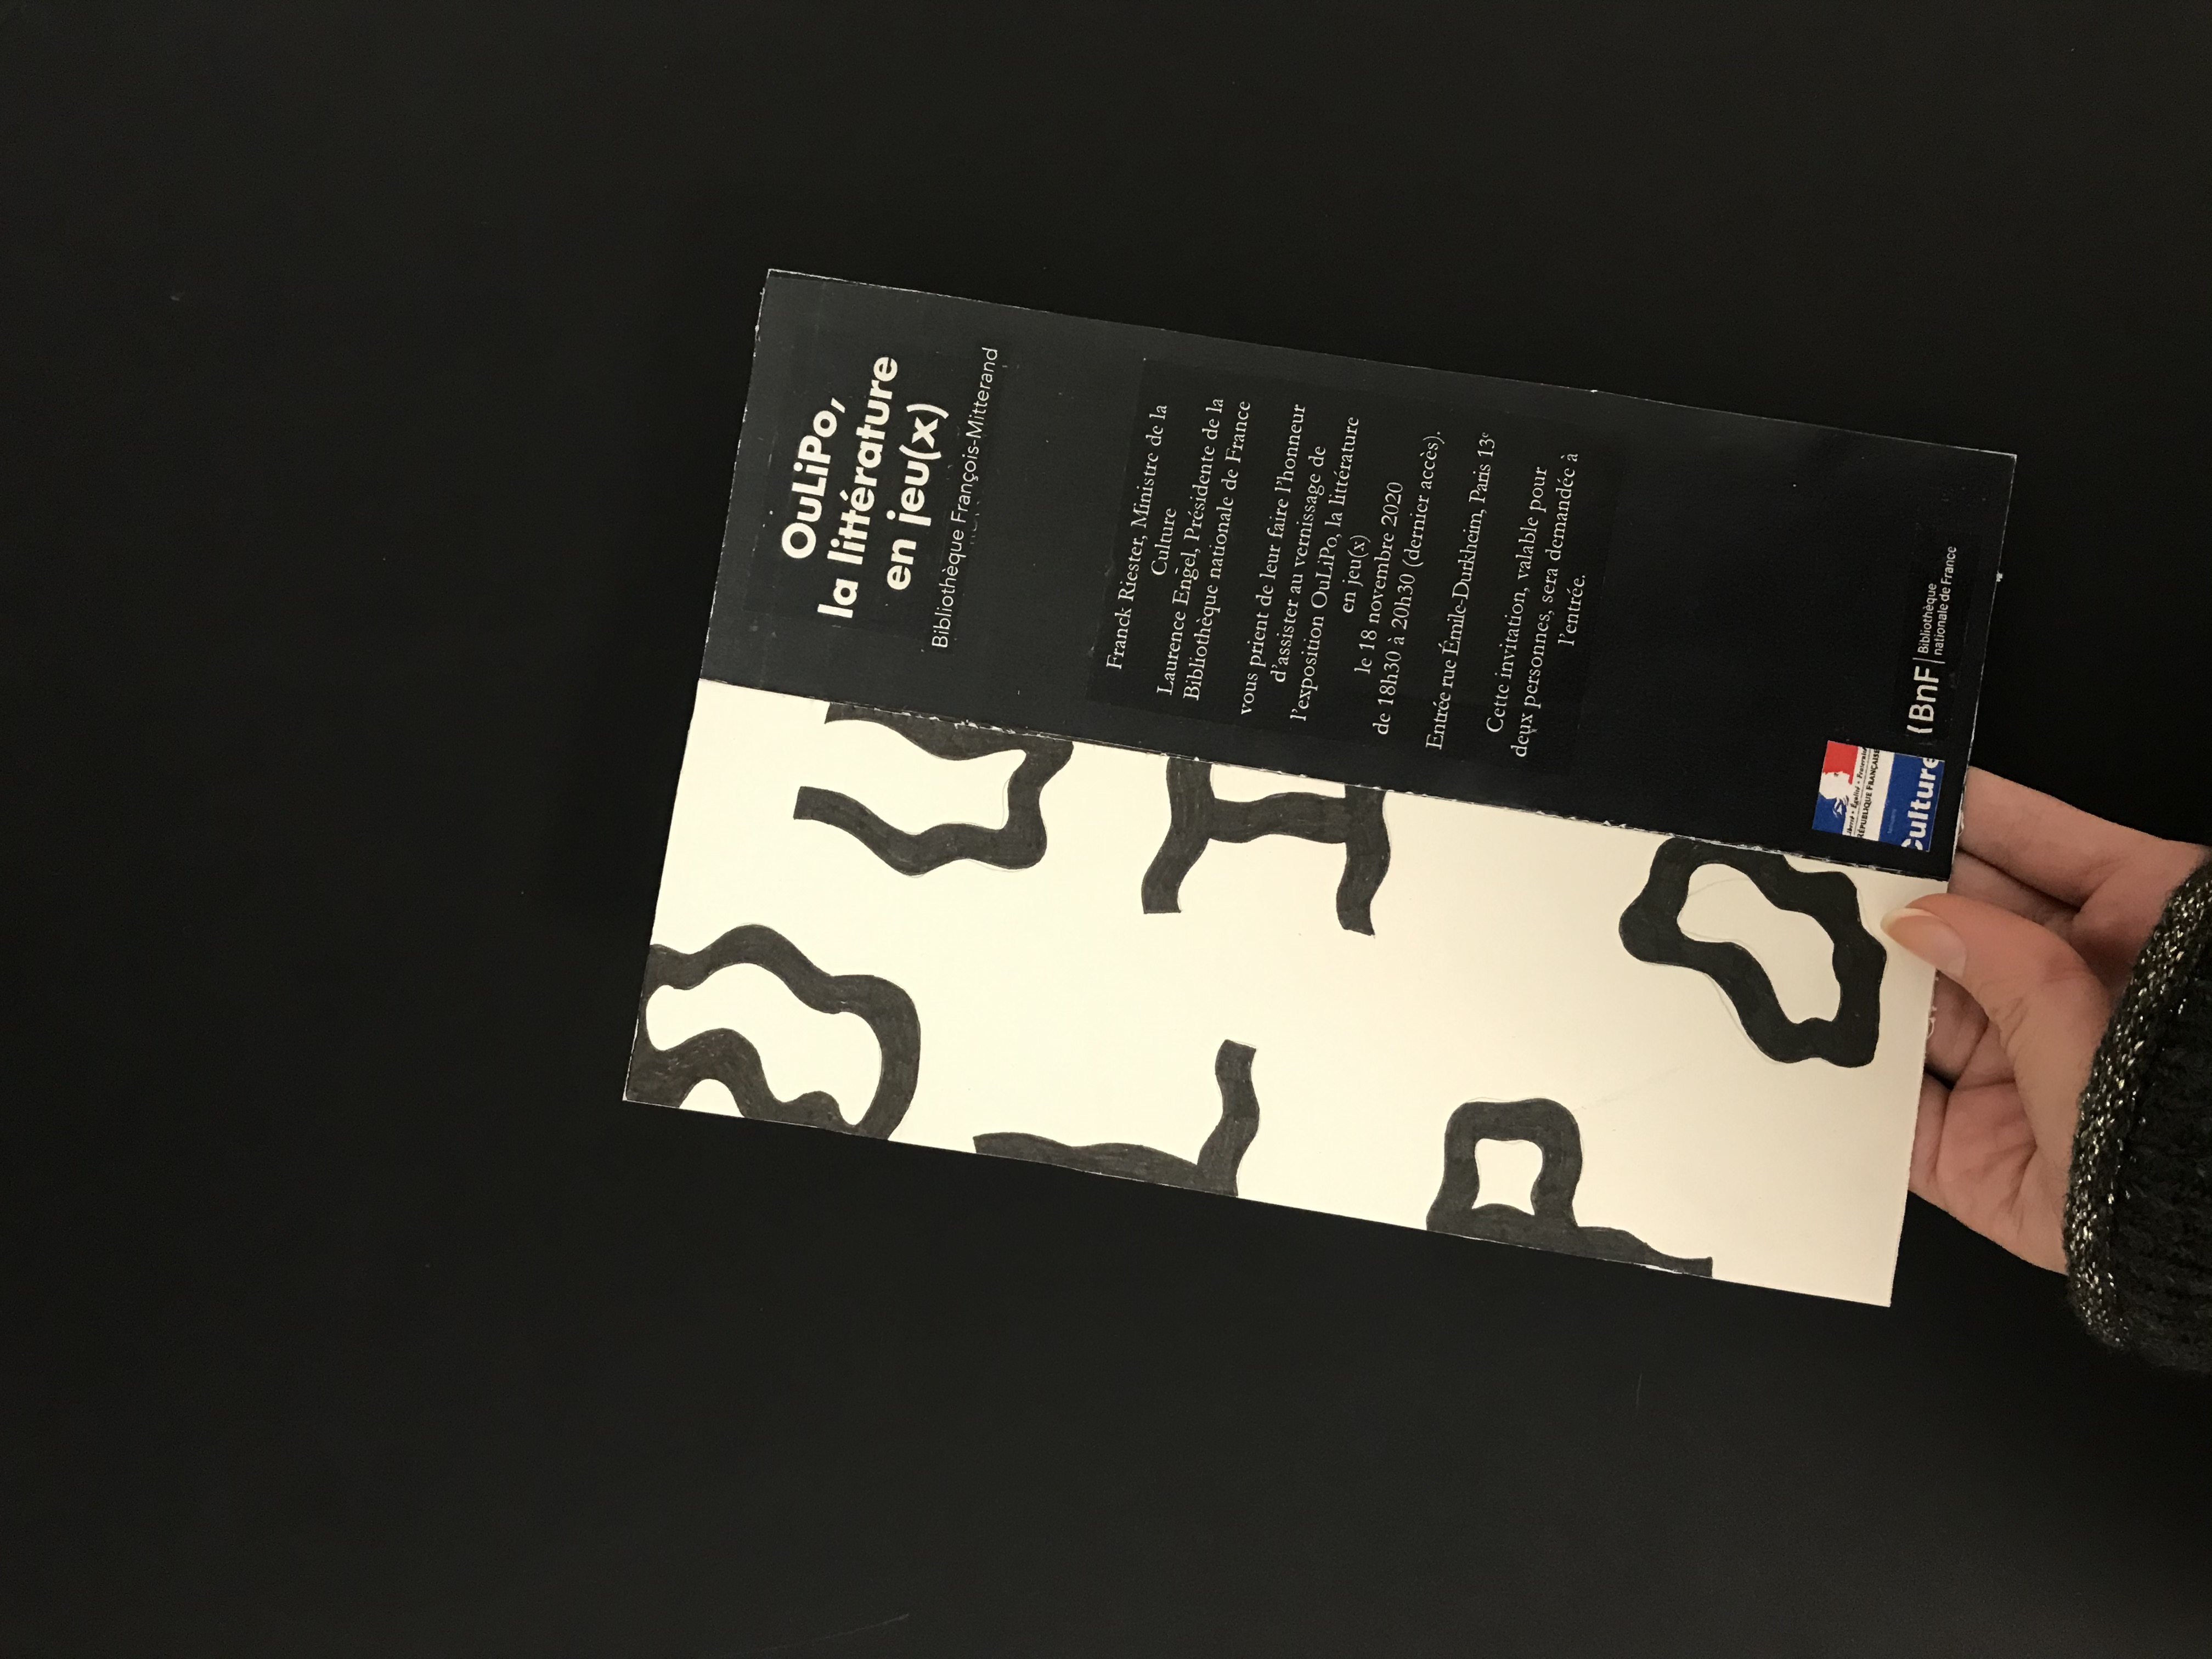 O
U
L
I
P
O
OuLiPo,
la littérature
en jeu(x)
Bibliothèque François-Mitterand
Franck Riester, Ministre de la
Culture
Laurence Engel, Présidente de la
Bibliothèque nationale de France
vous prient de leur faire l'honneur
d'assister au vernissage de
l'exposition OuLiPo, la littérature
en jeu(x)
le 18 novembre 2020
de 18h30 à 20h30 (dernier accès).
Entrée rue Émile-Durkheim, Paris 13e
Cette invitation, valable pour
deux personnes, sera demandée à
l'entrée.
Liberté • Égalité • Fraternité
RÉPUBLIQUE FRANÇAISE
Culture
(BnF
Bibliothèque
nationale de France